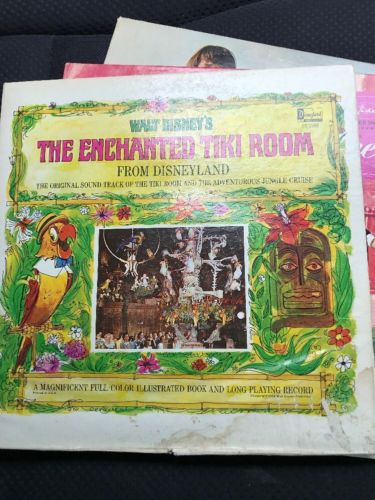 Disneyland
WALT DISNEY'S
THE ENCHANTED TIKI ROOM
FROM DISNEYLAND
THE ORIGINAL SOUND TRACK OF THE TIKI ROOM AND THE ADVENTUROUS JUNGLE CRUISE
A MAGNIFICENT FULL COLOR ILLUSTRATED BOOK AND LONG PLAYING RECORD